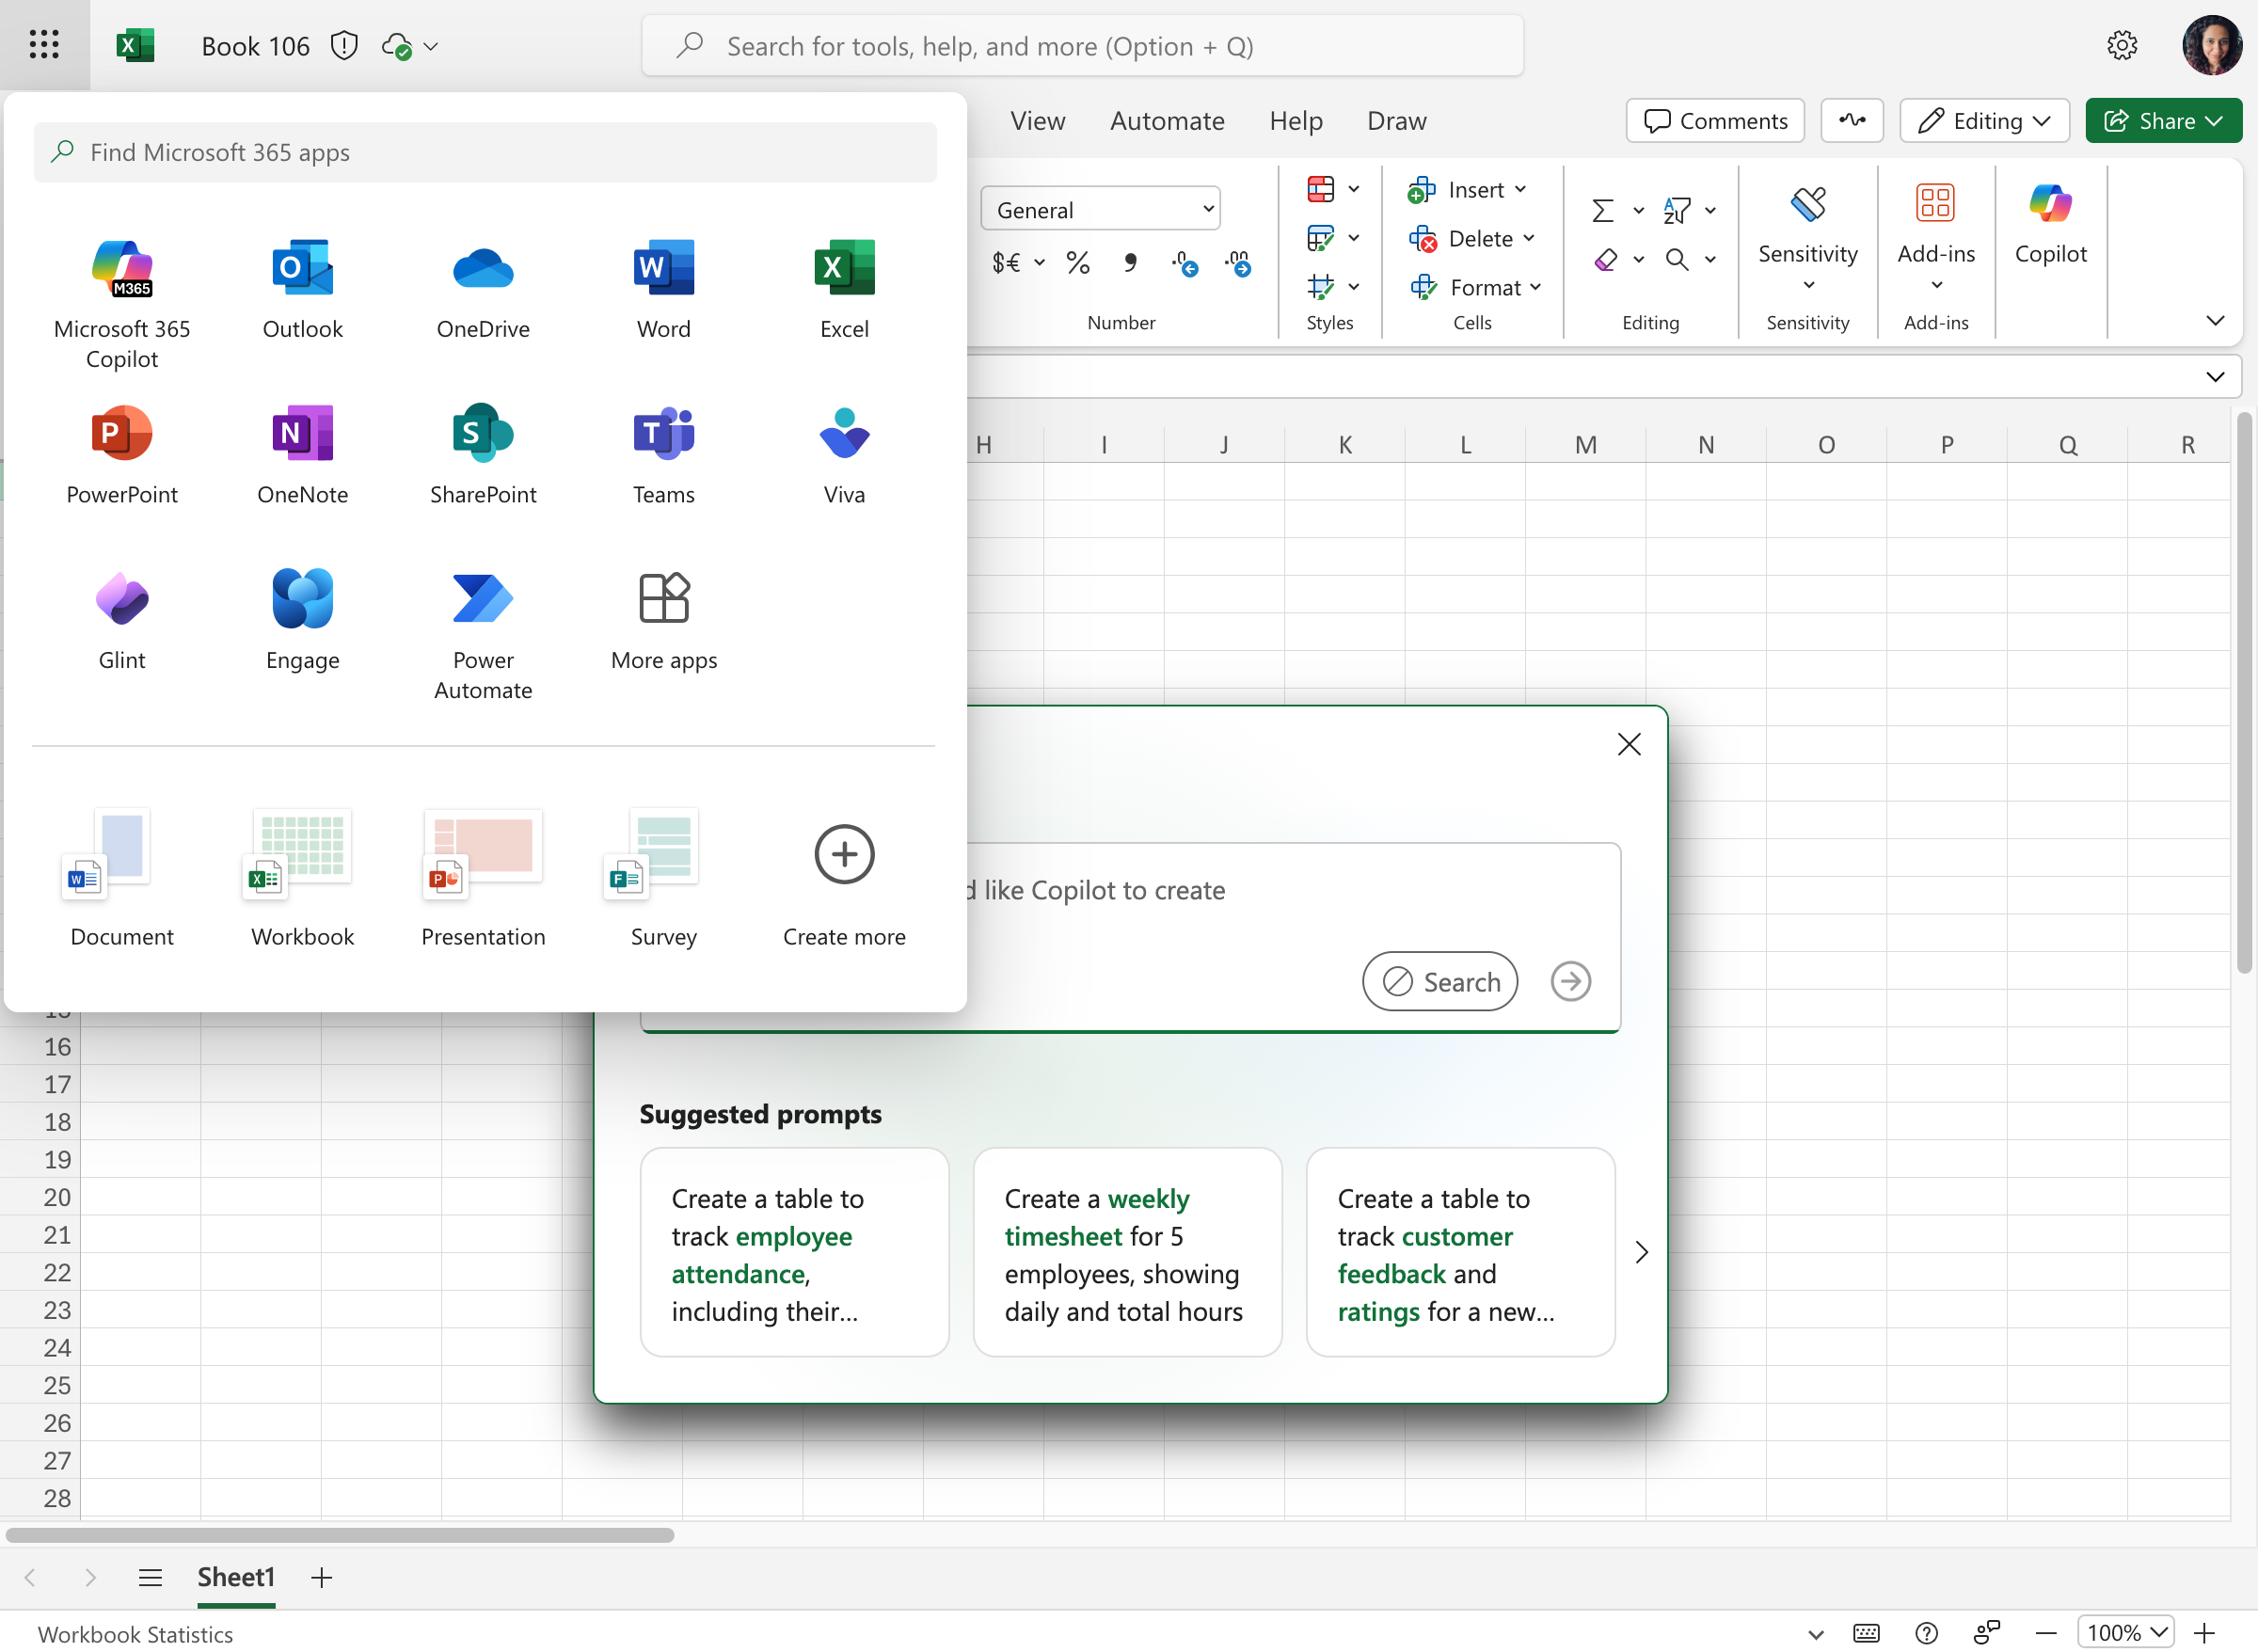 Book 106
Search for tools, help, and more (Option + Q)
View Automate Help Draw
Comments
Editing
Share
Find Microsoft 365 apps
M365
Microsoft 365
Copilot
Outlook
OneDrive
Word
Excel
PowerPoint
OneNote
SharePoint
Teams
Viva
Glint
Engage
Power
Automate
More apps
Document
Workbook
Presentation
Survey
Create more
General
$€ % 9 .0 .00
Number
Styles
Insert
Delete
Format
Cells
Editing
Sensitivity
Sensitivity
Add-ins
Add-ins
Copilot
H I J K L M N O P Q R
d like Copilot to create
Search
Suggested prompts
Create a table to
track employee
attendance,
including their...
Create a weekly
timesheet for 5
employees, showing
daily and total hours
Create a table to
track customer
feedback and
ratings for a new...
15
16
17
18
19
20
21
22
23
24
25
26
27
28
Sheet1
Workbook Statistics
100%